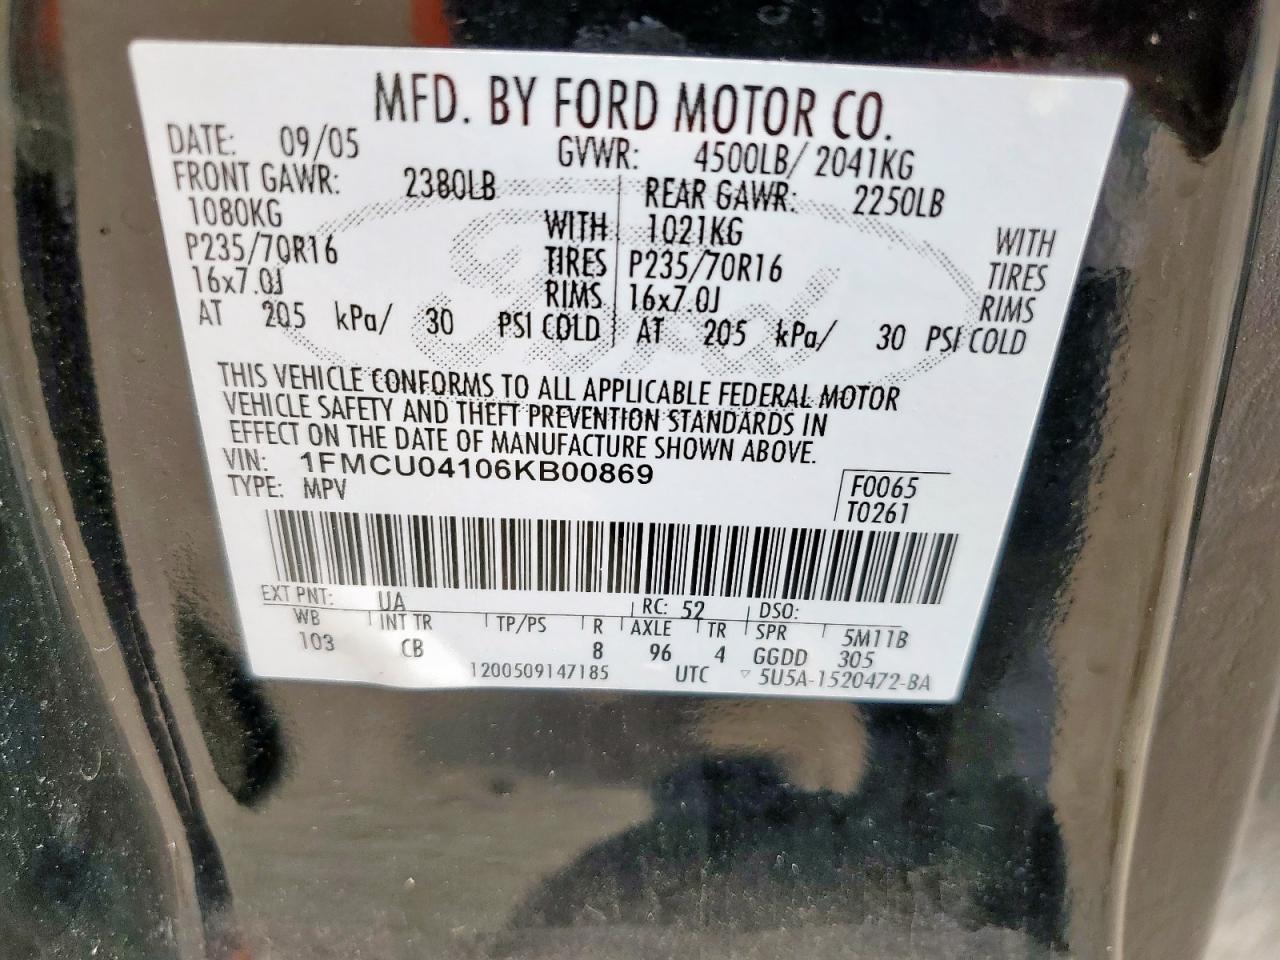 MFD. BY FORD MOTOR CO.
DATE: 09/05 GVWR: 4500LB/ 2041KG
FRONT GAWR: 2380LB REAR GAWR: 2250LB
1080KG WITH 1021KG WITH
P235/70R16 TIRES P235/70R16 TIRES
16x7.0J RIMS 16x7.0J RIMS
AT 205 kPa/ 30 PSI COLD AT 205 kPa/ 30 PSI COLD
THIS VEHICLE CONFORMS TO ALL APPLICABLE FEDERAL MOTOR
VEHICLE SAFETY AND THEFT PREVENTION STANDARDS IN
EFFECT ON THE DATE OF MANUFACTURE SHOWN ABOVE.
VIN: 1FMCU04106KB00869
TYPE: MPV
F0065
T0261
EXT PNT: UA RC: 52 DSO:
WB INT TR TP/PS R AXLE TR SPR 5M11B
103 CB 8 96 4 GGDD 305
1200509147185 UTC ▽ 5U5A-1520472-BA